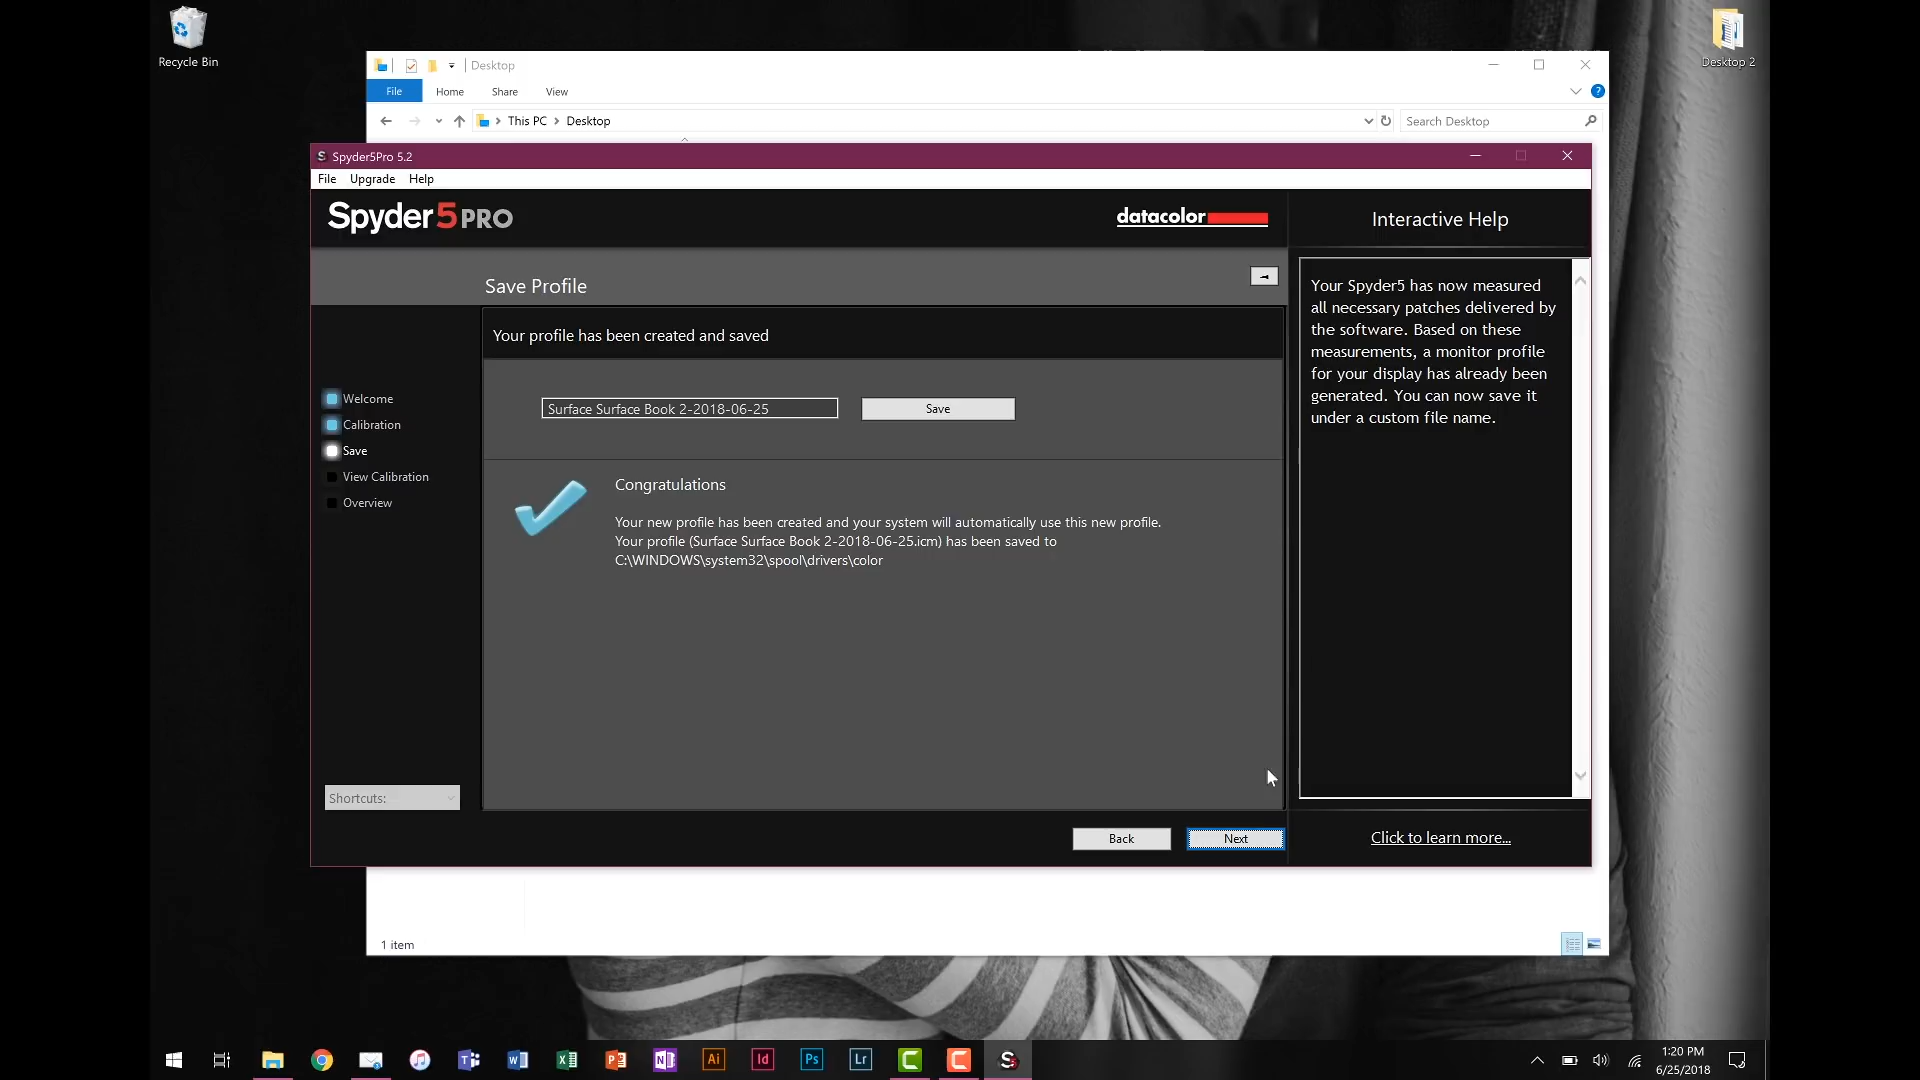 Recycle Bin
Desktop 2
Desktop
File Home Share View
This PC Desktop
Search Desktop
Spyder5Pro 5.2
File Upgrade Help
Spyder5PRO
datacolor
Interactive Help
Save Profile
Your profile has been created and saved
Surface Surface Book 2-2018-06-25
Save
Welcome
Calibration
Save
View Calibration
Overview
Congratulations
Your new profile has been created and your system will automatically use this new profile.
Your profile (Surface Surface Book 2-2018-06-25.icm) has been saved to
C:\WINDOWS\system32\spool\drivers\color
Your Spyder5 has now measured
all necessary patches delivered by
the software. Based on these
measurements, a monitor profile
for your display has already been
generated. You can now save it
under a custom file name.
Shortcuts:
Back
Next
Click to learn more...
1 item
Ai
Id
Ps
Lr
1:20 PM
6/25/2018